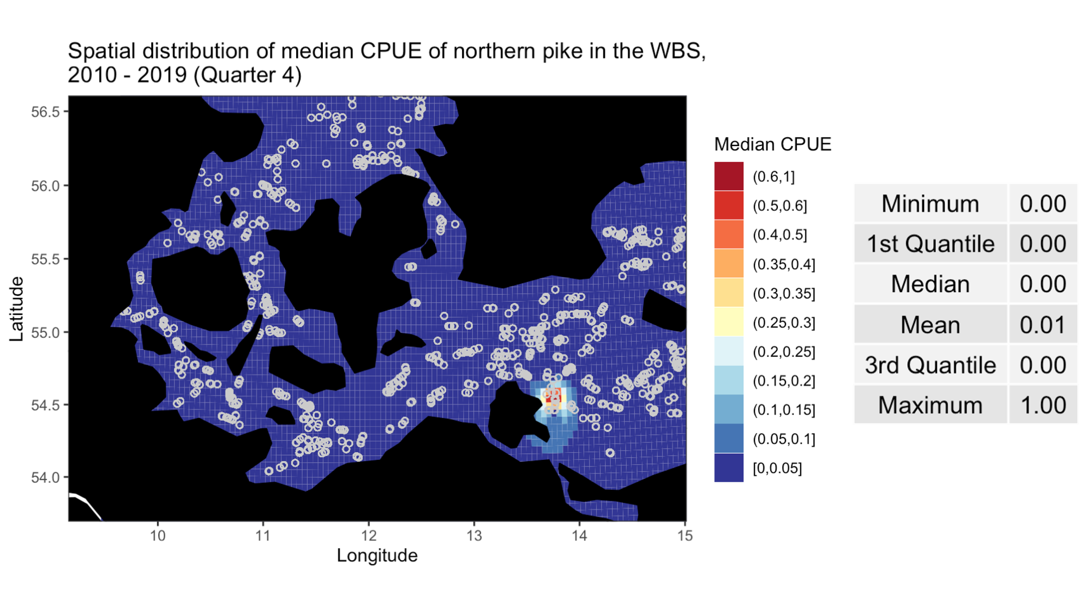 Spatial distribution of median CPUE of northern pike in the WBS,
2010 - 2019 (Quarter 4)
56.5
56.0
55.5
55.0
54.5
54.0
Latitude
10 11 12 13 14 15
Longitude
Median CPUE
(0.6,1]
(0.5,0.6]
(0.4,0.5]
(0.35,0.4]
(0.3,0.35]
(0.25,0.3]
(0.2,0.25]
(0.15,0.2]
(0.1,0.15]
(0.05,0.1]
[0,0.05]
Minimum 0.00
1st Quantile 0.00
Median 0.00
Mean 0.01
3rd Quantile 0.00
Maximum 1.00